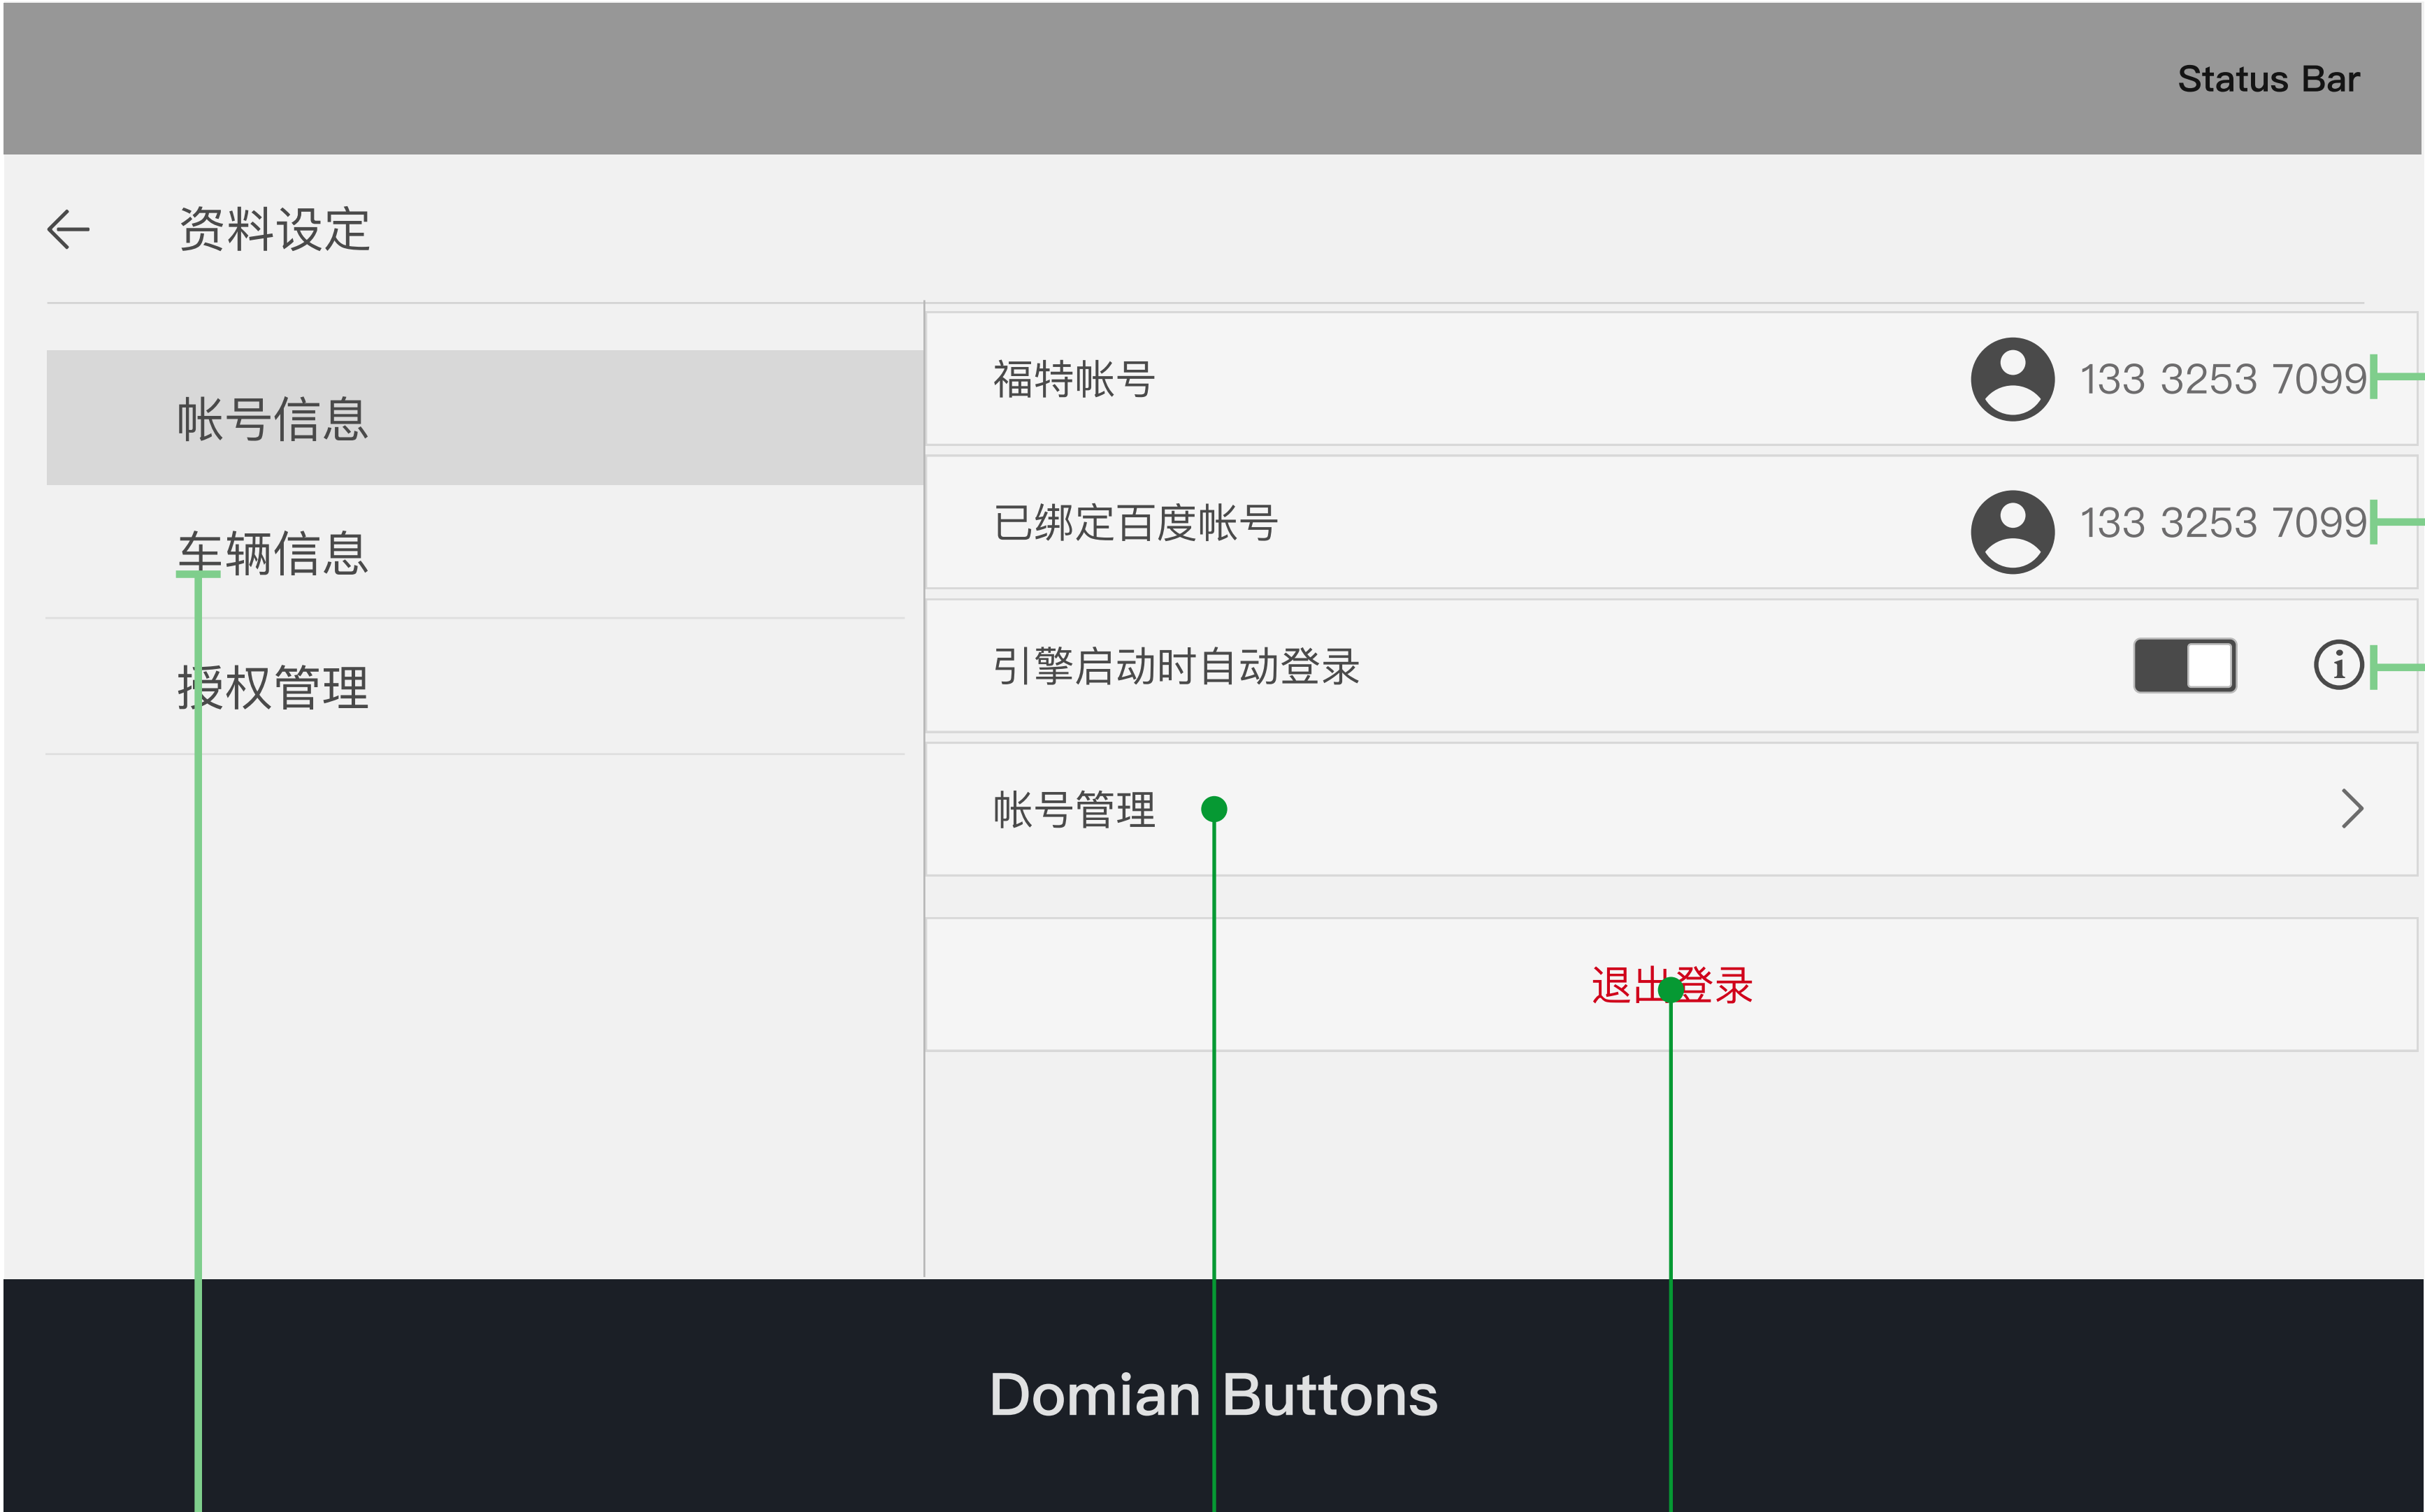 Status Bar
资料设定
帐号信息
车辆信息
授权管理
福特帐号
133 3253 7099
已绑定百度帐号
133 3253 7099
引擎启动时自动登录
帐号管理
退出登录
Domian Buttons